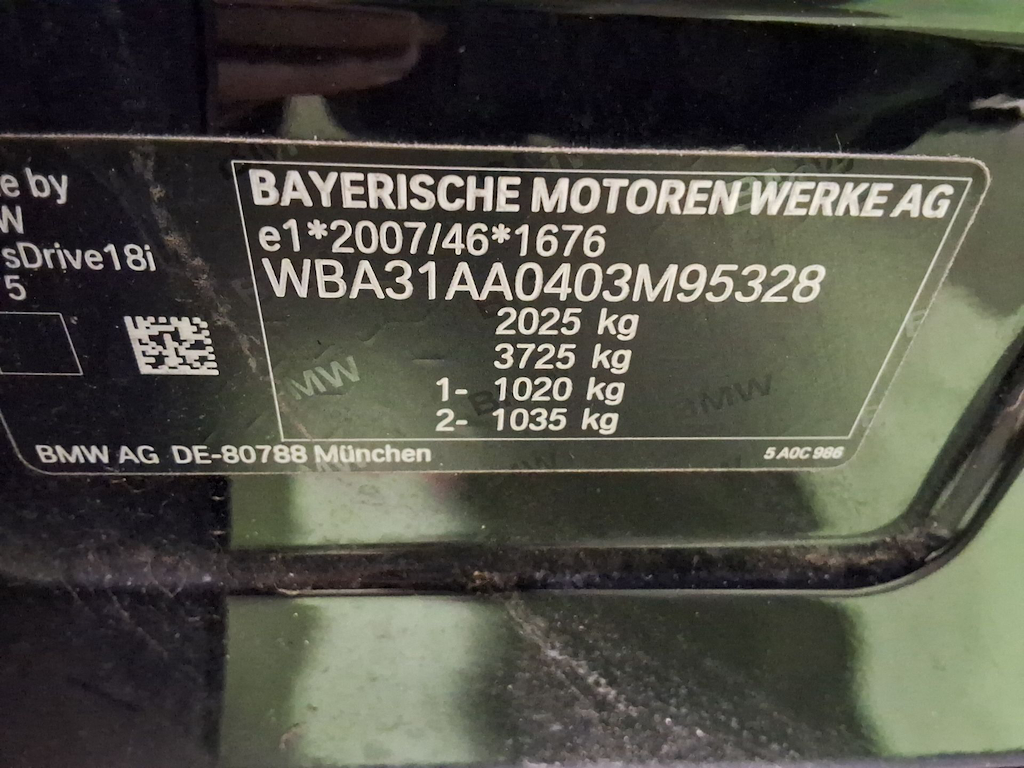 e by
W
sDrive18i
5
BAYERISCHE MOTOREN WERKE AG
e1*2007/46*1676
WBA31AA0403M95328
2025 kg
3725 kg
1- 1020 kg
2- 1035 kg
BMW AG DE-80788 München
5 A0C 986